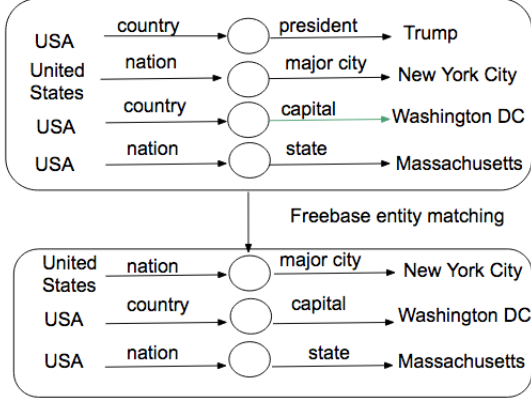 USA country president Trump
United States nation major city New York City
USA country capital Washington DC
USA nation state Massachusetts
Freebase entity matching
United States nation major city New York City
USA country capital Washington DC
USA nation state Massachusetts